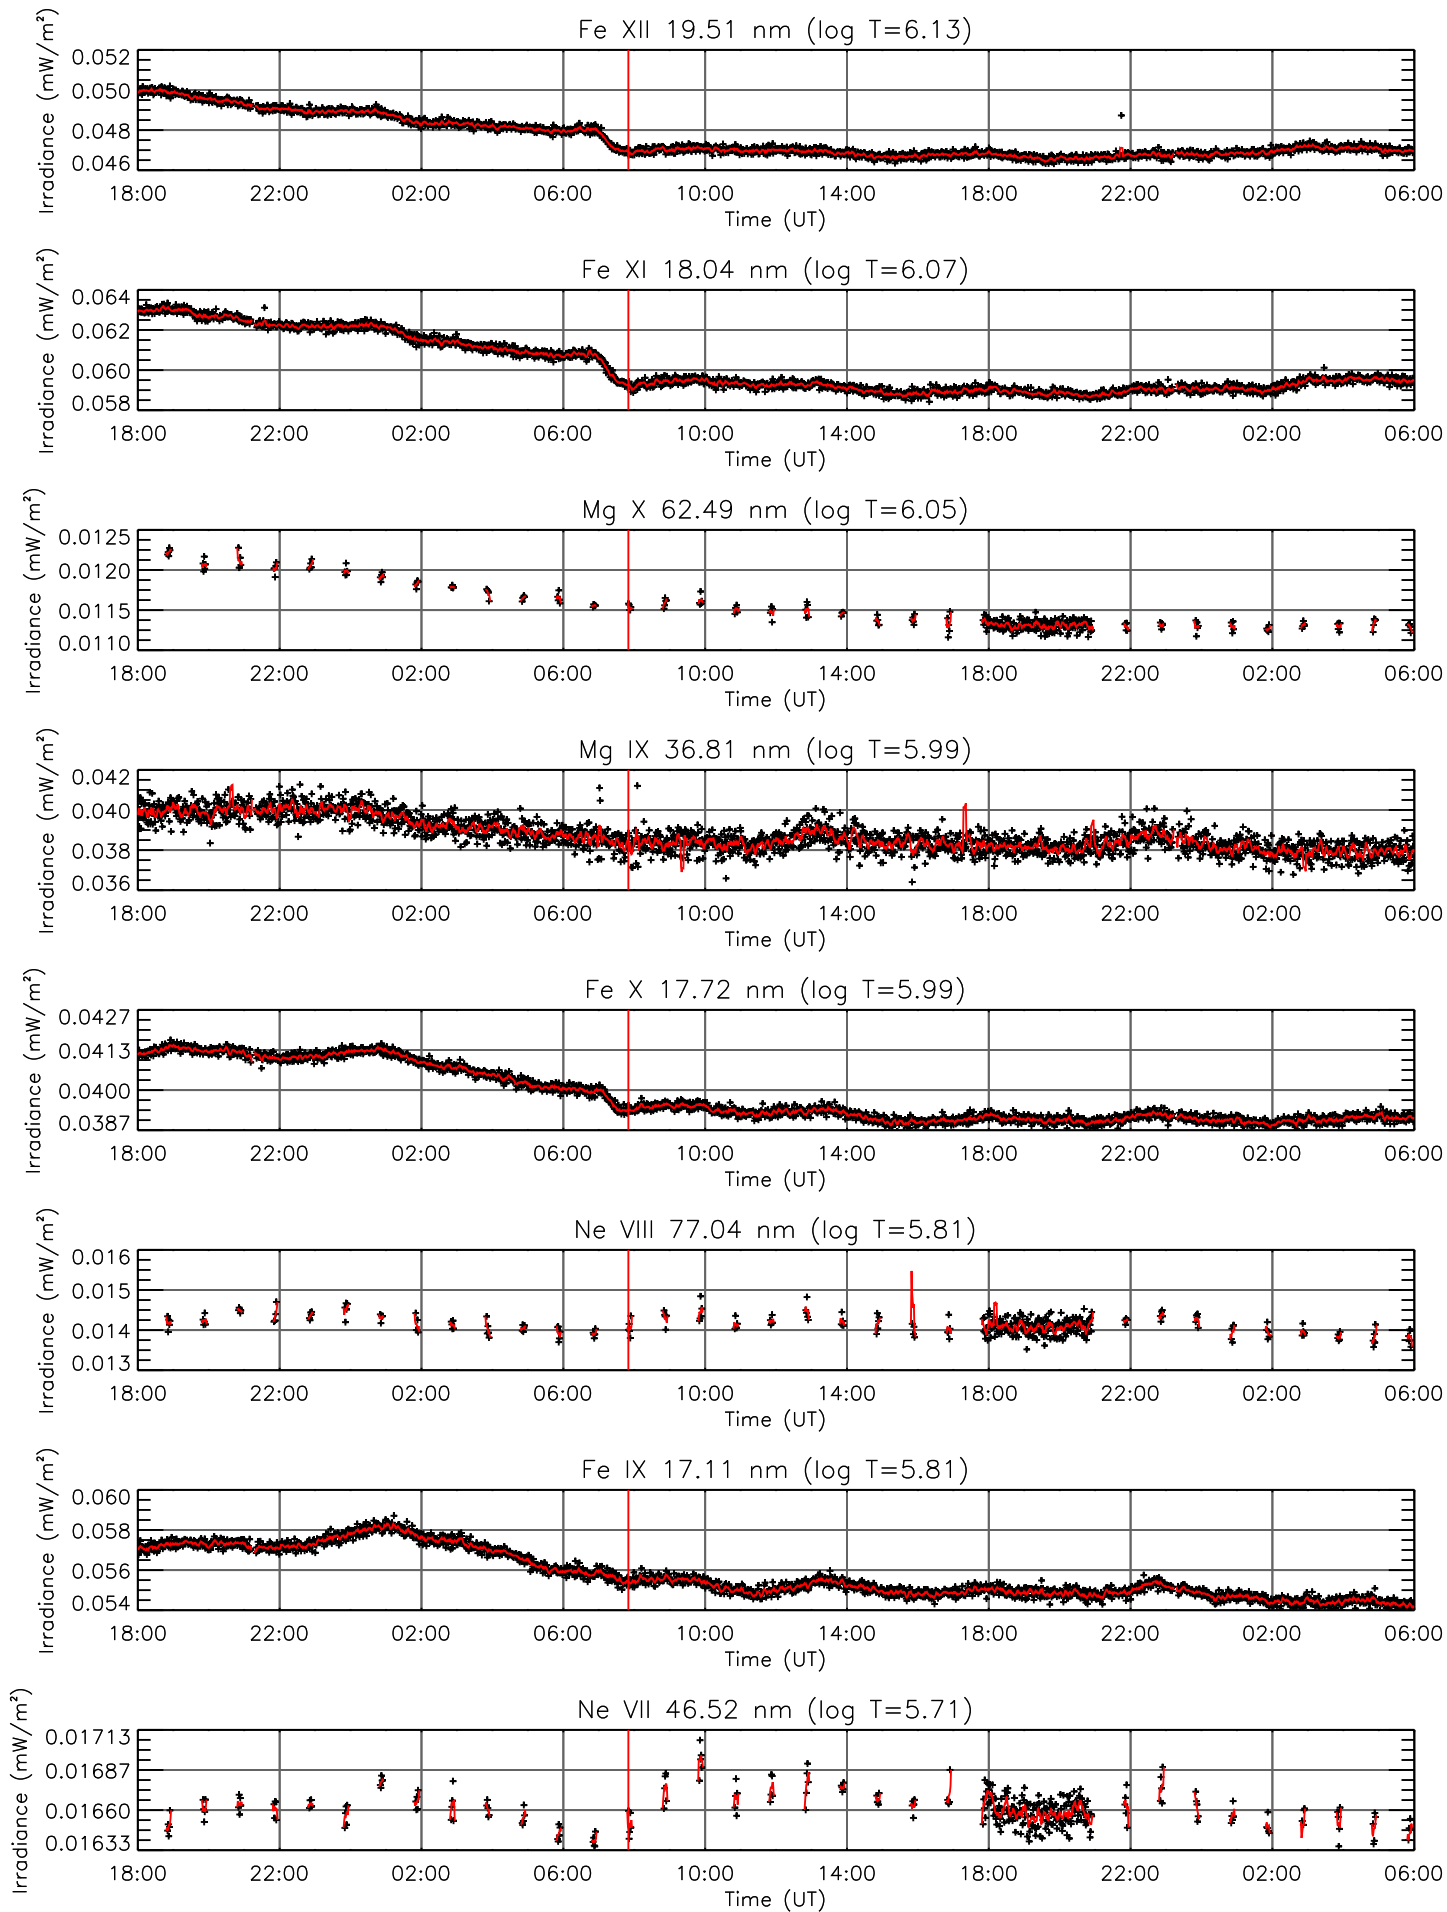 Fe XII 19.51 nm (log T=6.13)
Irradiance (mW/m²)
0.052
0.050
0.048
0.046
18:00 22:00 02:00 06:00 10:00 14:00 18:00 22:00 02:00 06:00
Time (UT)
Fe XI 18.04 nm (log T=6.07)
Irradiance (mW/m²)
0.064
0.062
0.060
0.058
18:00 22:00 02:00 06:00 10:00 14:00 18:00 22:00 02:00 06:00
Time (UT)
Mg X 62.49 nm (log T=6.05)
Irradiance (mW/m²)
0.0125
0.0120
0.0115
0.0110
18:00 22:00 02:00 06:00 10:00 14:00 18:00 22:00 02:00 06:00
Time (UT)
Mg IX 36.81 nm (log T=5.99)
Irradiance (mW/m²)
0.042
0.040
0.038
0.036
18:00 22:00 02:00 06:00 10:00 14:00 18:00 22:00 02:00 06:00
Time (UT)
Fe X 17.72 nm (log T=5.99)
Irradiance (mW/m²)
0.0427
0.0413
0.0400
0.0387
18:00 22:00 02:00 06:00 10:00 14:00 18:00 22:00 02:00 06:00
Time (UT)
Ne VIII 77.04 nm (log T=5.81)
Irradiance (mW/m²)
0.016
0.015
0.014
0.013
18:00 22:00 02:00 06:00 10:00 14:00 18:00 22:00 02:00 06:00
Time (UT)
Fe IX 17.11 nm (log T=5.81)
Irradiance (mW/m²)
0.060
0.058
0.056
0.054
18:00 22:00 02:00 06:00 10:00 14:00 18:00 22:00 02:00 06:00
Time (UT)
Ne VII 46.52 nm (log T=5.71)
Irradiance (mW/m²)
0.01713
0.01687
0.01660
0.01633
18:00 22:00 02:00 06:00 10:00 14:00 18:00 22:00 02:00 06:00
Time (UT)